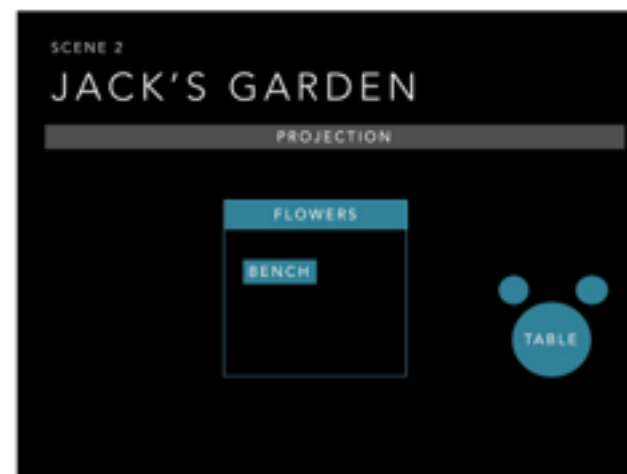 SCENE 2
JACK'S GARDEN
PROJECTION
FLOWERS
BENCH
TABLE